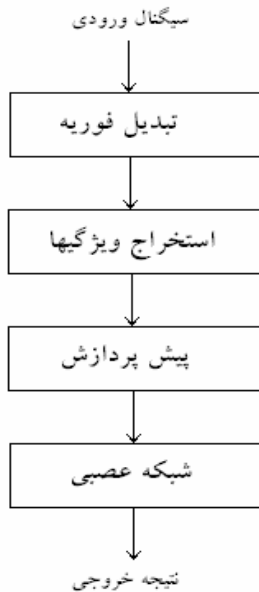 سیگنال ورودی
تبدیل فوریه
استخراج ویژگیها
پیش پردازش
شبکه عصبی
نتیجه خروجی